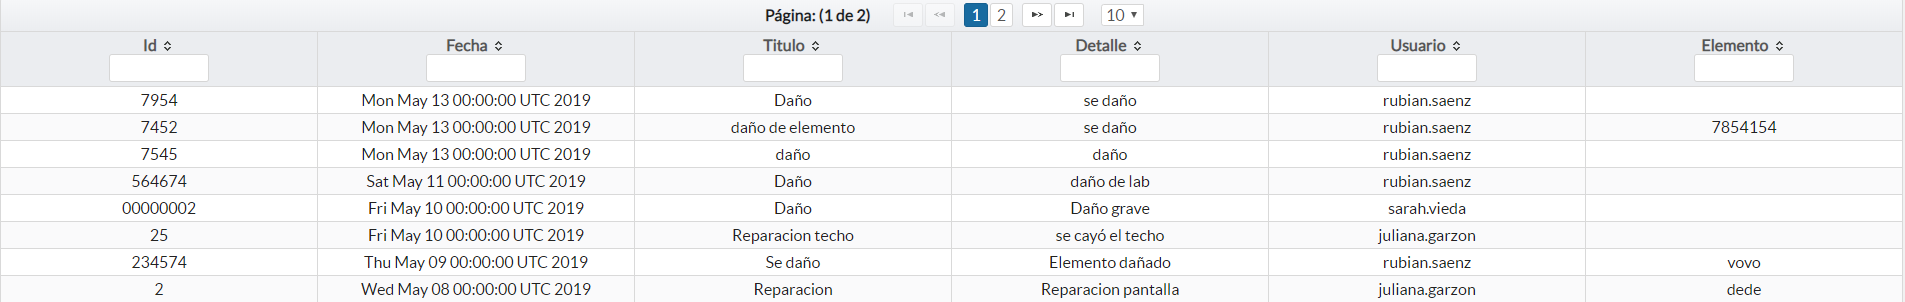 Página: (1 de 2) 1 2 10
Id Fecha Titulo Detalle Usuario Elemento
7954 Mon May 13 00:00:00 UTC 2019 Daño se daño rubian.saenz
7452 Mon May 13 00:00:00 UTC 2019 daño de elemento se daño rubian.saenz 7854154
7545 Mon May 13 00:00:00 UTC 2019 daño daño rubian.saenz
564674 Sat May 11 00:00:00 UTC 2019 Daño daño de lab rubian.saenz
00000002 Fri May 10 00:00:00 UTC 2019 Daño Daño grave sarah.vieda
25 Fri May 10 00:00:00 UTC 2019 Reparacion techo se cayó el techo juliana.garzon
234574 Thu May 09 00:00:00 UTC 2019 Se daño Elemento dañado rubian.saenz vovo
2 Wed May 08 00:00:00 UTC 2019 Reparacion Reparacion pantalla juliana.garzon dede